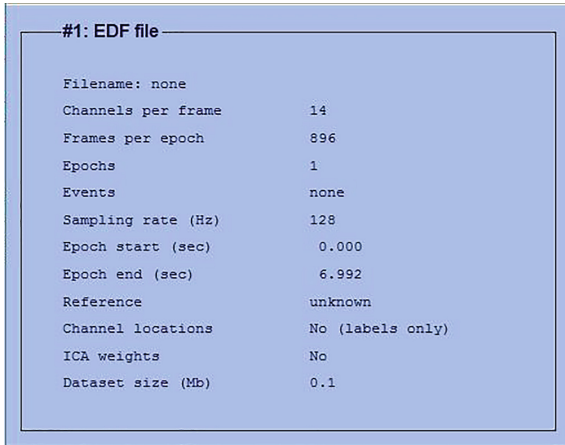 #1: EDF file
Filename: none
Channels per frame 14
Frames per epoch 896
Epochs 1
Events none
Sampling rate (Hz) 128
Epoch start (sec) 0.000
Epoch end (sec) 6.992
Reference unknown
Channel locations No (labels only)
ICA weights No
Dataset size (Mb) 0.1